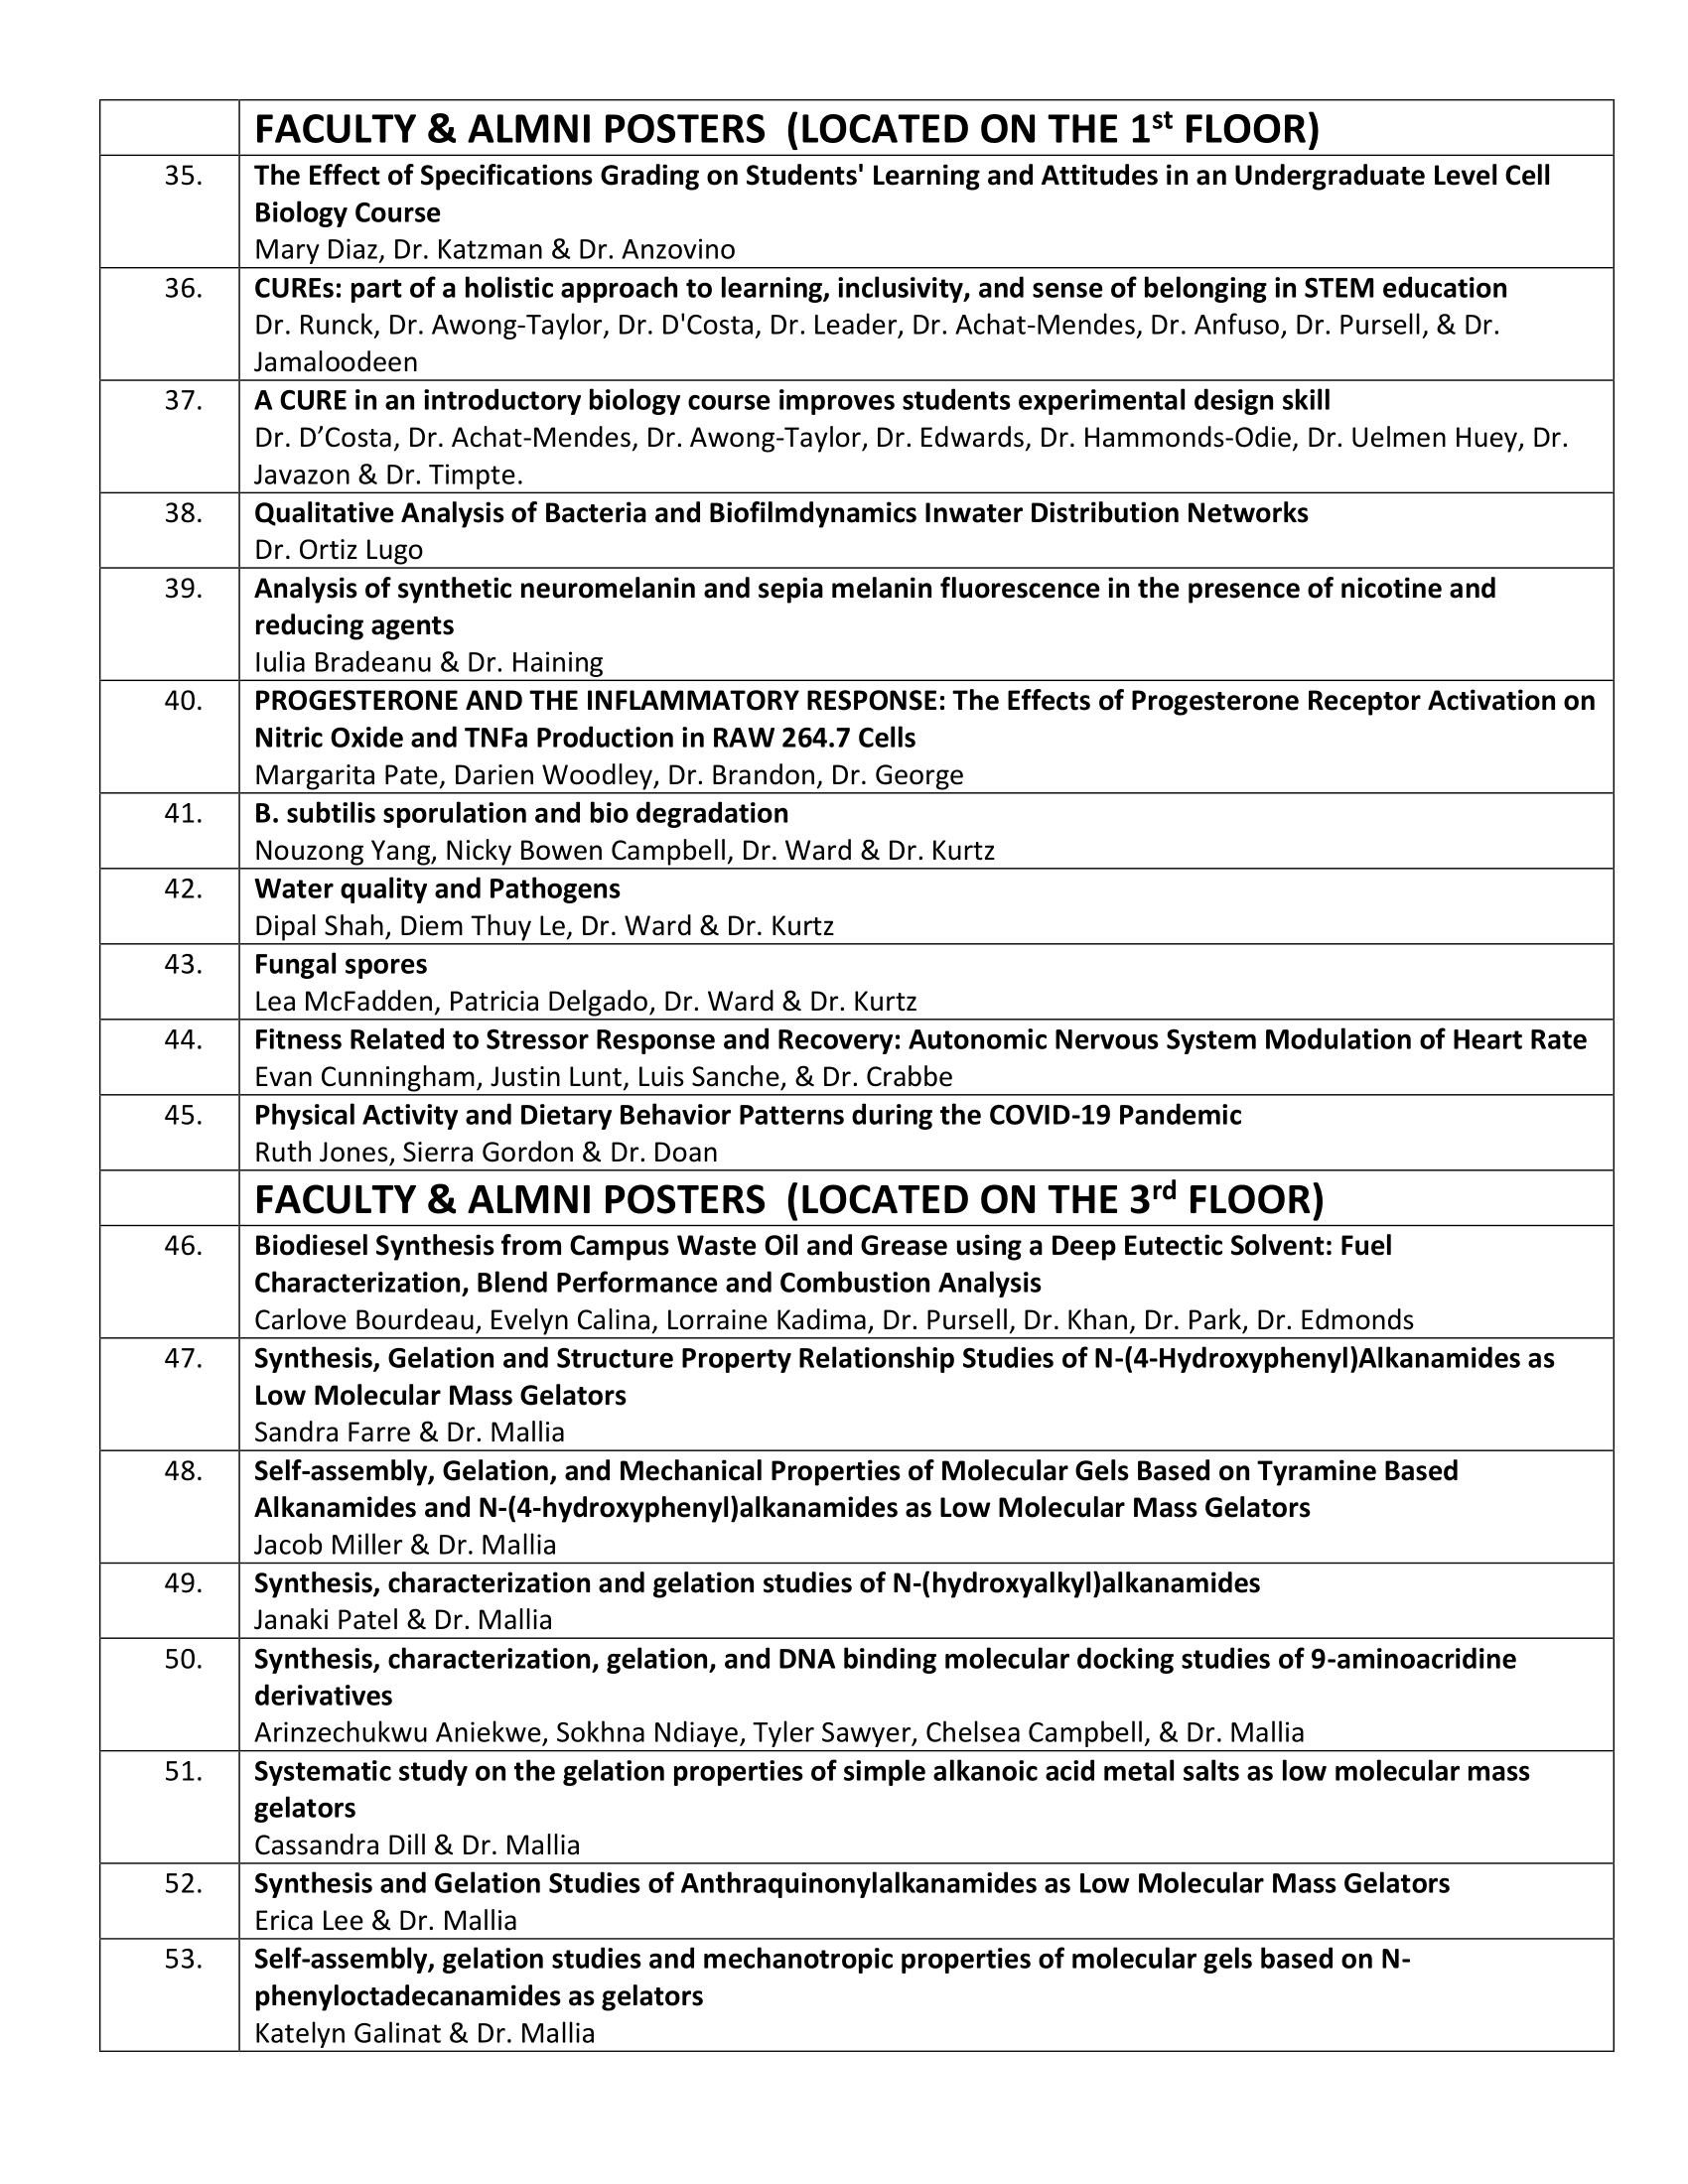 FACULTY & ALMNI POSTERS  (LOCATED ON THE 1st FLOOR)
35.
The Effect of Specifications Grading on Students' Learning and Attitudes in an Undergraduate Level Cell
Biology Course
Mary Diaz, Dr. Katzman & Dr. Anzovino
36.
CUREs: part of a holistic approach to learning, inclusivity, and sense of belonging in STEM education
Dr. Runck, Dr. Awong-Taylor, Dr. D'Costa, Dr. Leader, Dr. Achat-Mendes, Dr. Anfuso, Dr. Pursell, & Dr.
Jamaloodeen
37.
A CURE in an introductory biology course improves students experimental design skill
Dr. D’Costa, Dr. Achat-Mendes, Dr. Awong-Taylor, Dr. Edwards, Dr. Hammonds-Odie, Dr. Uelmen Huey, Dr.
Javazon & Dr. Timpte.
38.
Qualitative Analysis of Bacteria and Biofilmdynamics Inwater Distribution Networks
Dr. Ortiz Lugo
39.
Analysis of synthetic neuromelanin and sepia melanin fluorescence in the presence of nicotine and
reducing agents
Iulia Bradeanu & Dr. Haining
40.
PROGESTERONE AND THE INFLAMMATORY RESPONSE: The Effects of Progesterone Receptor Activation on
Nitric Oxide and TNFa Production in RAW 264.7 Cells
Margarita Pate, Darien Woodley, Dr. Brandon, Dr. George
41.
B. subtilis sporulation and bio degradation
Nouzong Yang, Nicky Bowen Campbell, Dr. Ward & Dr. Kurtz
42.
Water quality and Pathogens
Dipal Shah, Diem Thuy Le, Dr. Ward & Dr. Kurtz
43.
Fungal spores
Lea McFadden, Patricia Delgado, Dr. Ward & Dr. Kurtz
44.
Fitness Related to Stressor Response and Recovery: Autonomic Nervous System Modulation of Heart Rate
Evan Cunningham, Justin Lunt, Luis Sanche, & Dr. Crabbe
45.
Physical Activity and Dietary Behavior Patterns during the COVID-19 Pandemic
Ruth Jones, Sierra Gordon & Dr. Doan
FACULTY & ALMNI POSTERS  (LOCATED ON THE 3rd FLOOR)
46.
Biodiesel Synthesis from Campus Waste Oil and Grease using a Deep Eutectic Solvent: Fuel
Characterization, Blend Performance and Combustion Analysis
Carlove Bourdeau, Evelyn Calina, Lorraine Kadima, Dr. Pursell, Dr. Khan, Dr. Park, Dr. Edmonds
47.
Synthesis, Gelation and Structure Property Relationship Studies of N-(4-Hydroxyphenyl)Alkanamides as
Low Molecular Mass Gelators
Sandra Farre & Dr. Mallia
48.
Self-assembly, Gelation, and Mechanical Properties of Molecular Gels Based on Tyramine Based
Alkanamides and N-(4-hydroxyphenyl)alkanamides as Low Molecular Mass Gelators
Jacob Miller & Dr. Mallia
49.
Synthesis, characterization and gelation studies of N-(hydroxyalkyl)alkanamides
Janaki Patel & Dr. Mallia
50.
Synthesis, characterization, gelation, and DNA binding molecular docking studies of 9-aminoacridine
derivatives
Arinzechukwu Aniekwe, Sokhna Ndiaye, Tyler Sawyer, Chelsea Campbell, & Dr. Mallia
51.
Systematic study on the gelation properties of simple alkanoic acid metal salts as low molecular mass
gelators
Cassandra Dill & Dr. Mallia
52.
Synthesis and Gelation Studies of Anthraquinonylalkanamides as Low Molecular Mass Gelators
Erica Lee & Dr. Mallia
53.
Self-assembly, gelation studies and mechanotropic properties of molecular gels based on N-
phenyloctadecanamides as gelators
Katelyn Galinat & Dr. Mallia